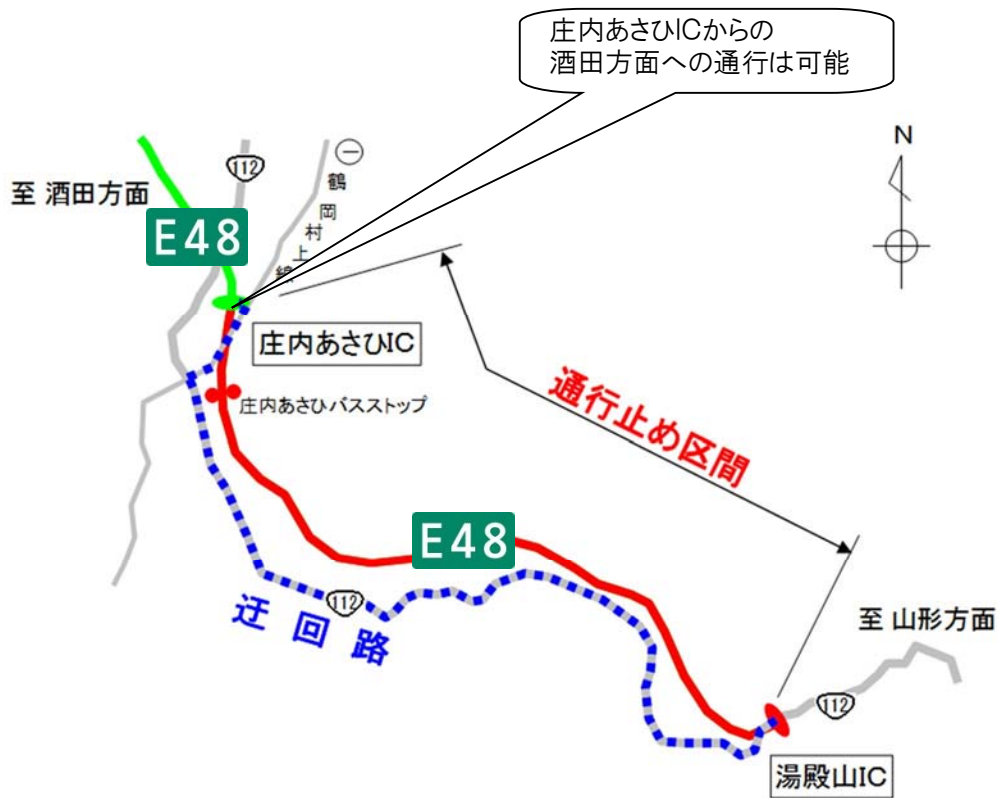 庄内あさひICからの
酒田方面への通行は可能
N
112
㊀
鶴岡村上線
至 酒田方面
E48
庄内あさひIC
庄内あさひバスストップ
通行止め区間
E48
112
迂回路
至 山形方面
112
湯殿山IC